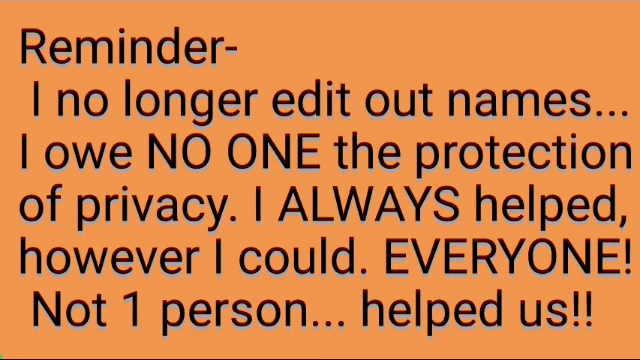 Reminder-
I no longer edit out names...
I owe NO ONE the protection
of privacy. I ALWAYS helped,
however I could. EVERYONE!
Not 1 person... helped us!!